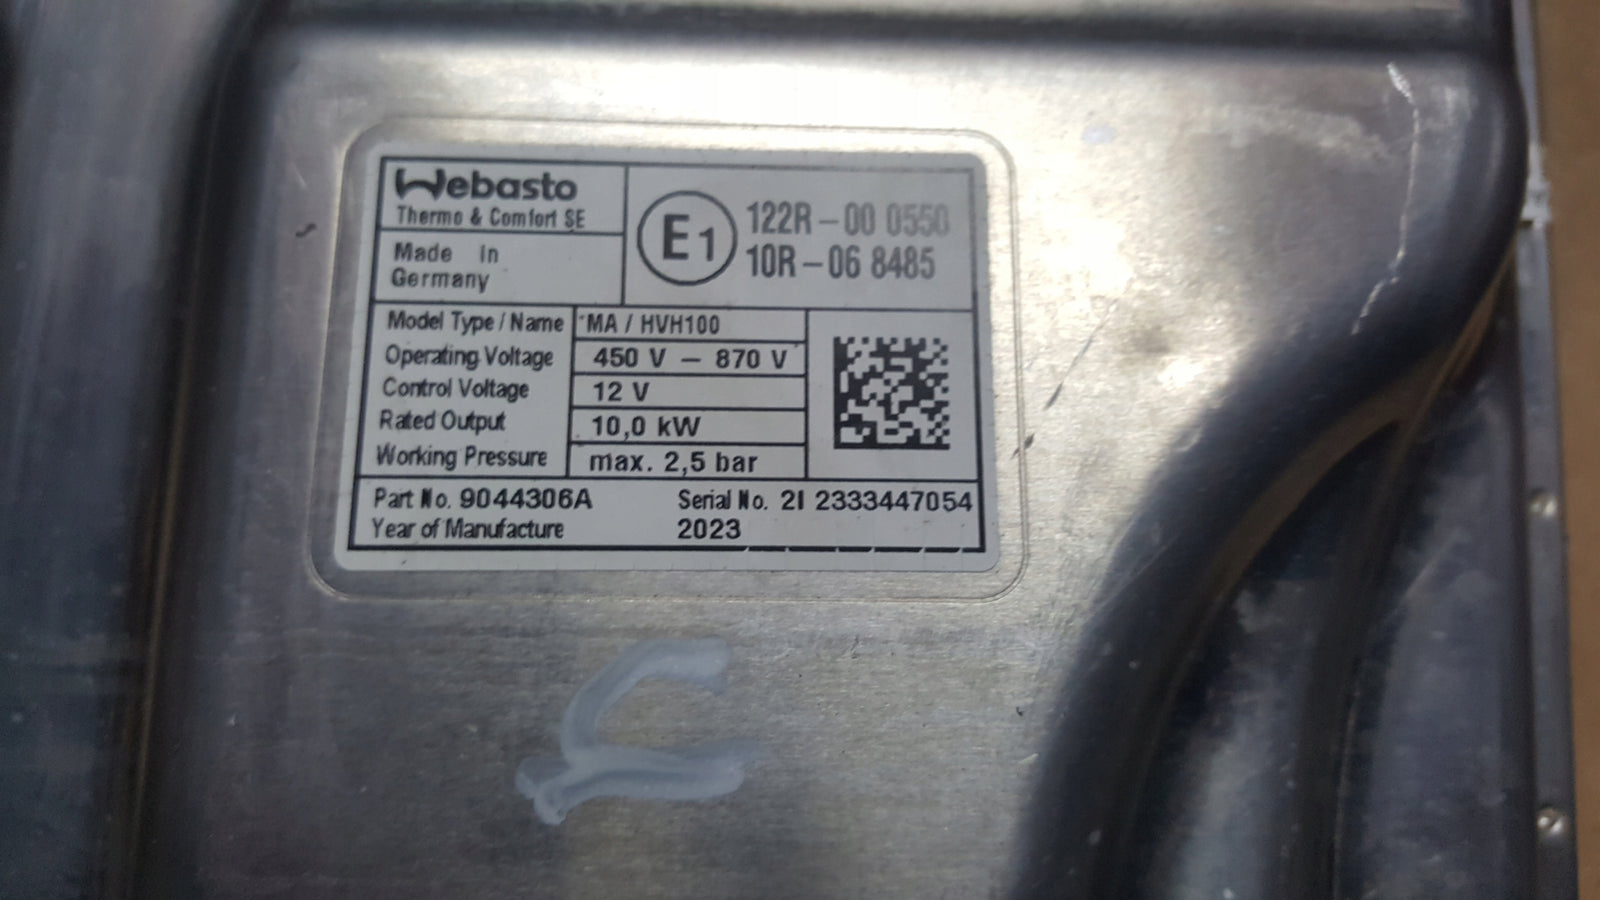 Webasto
Thermo & Comfort SE
Made in
Germany
E1
122R – 00 0550
10R – 06 8485
Model Type / Name MA / HVH100
Operating Voltage 450 V – 870 V
Control Voltage 12 V
Rated Output 10,0 kW
Working Pressure max. 2,5 bar
Part No. 9044306A Serial No. 21 2333447054
Year of Manufacture 2023